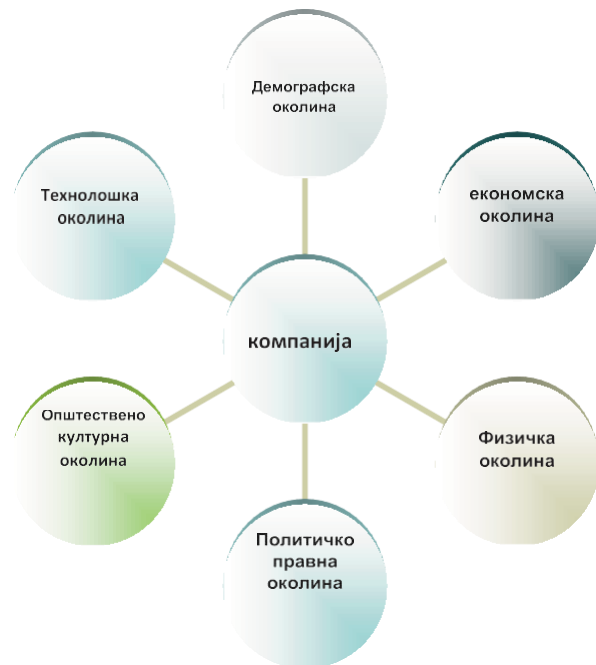 Демографска
околина
економска
околина
Физичка
околина
Политичко
правна
околина
Општествено
културна
околина
Технолошка
околина
компанија